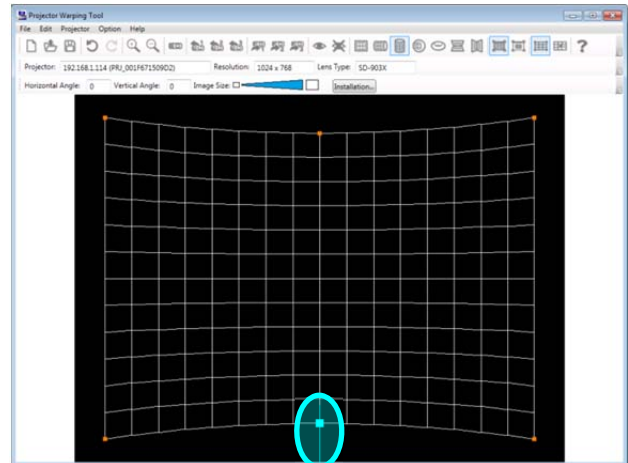 Projector Warping Tool
File Edit Projector Option Help
Projector: 192.168.1.114 (PRJ_001F671509D2) Resolution: 1024 x 768 Lens Type: SD-903X
Horizontal Angle: 0 Vertical Angle: 0 Image Size: Installation...